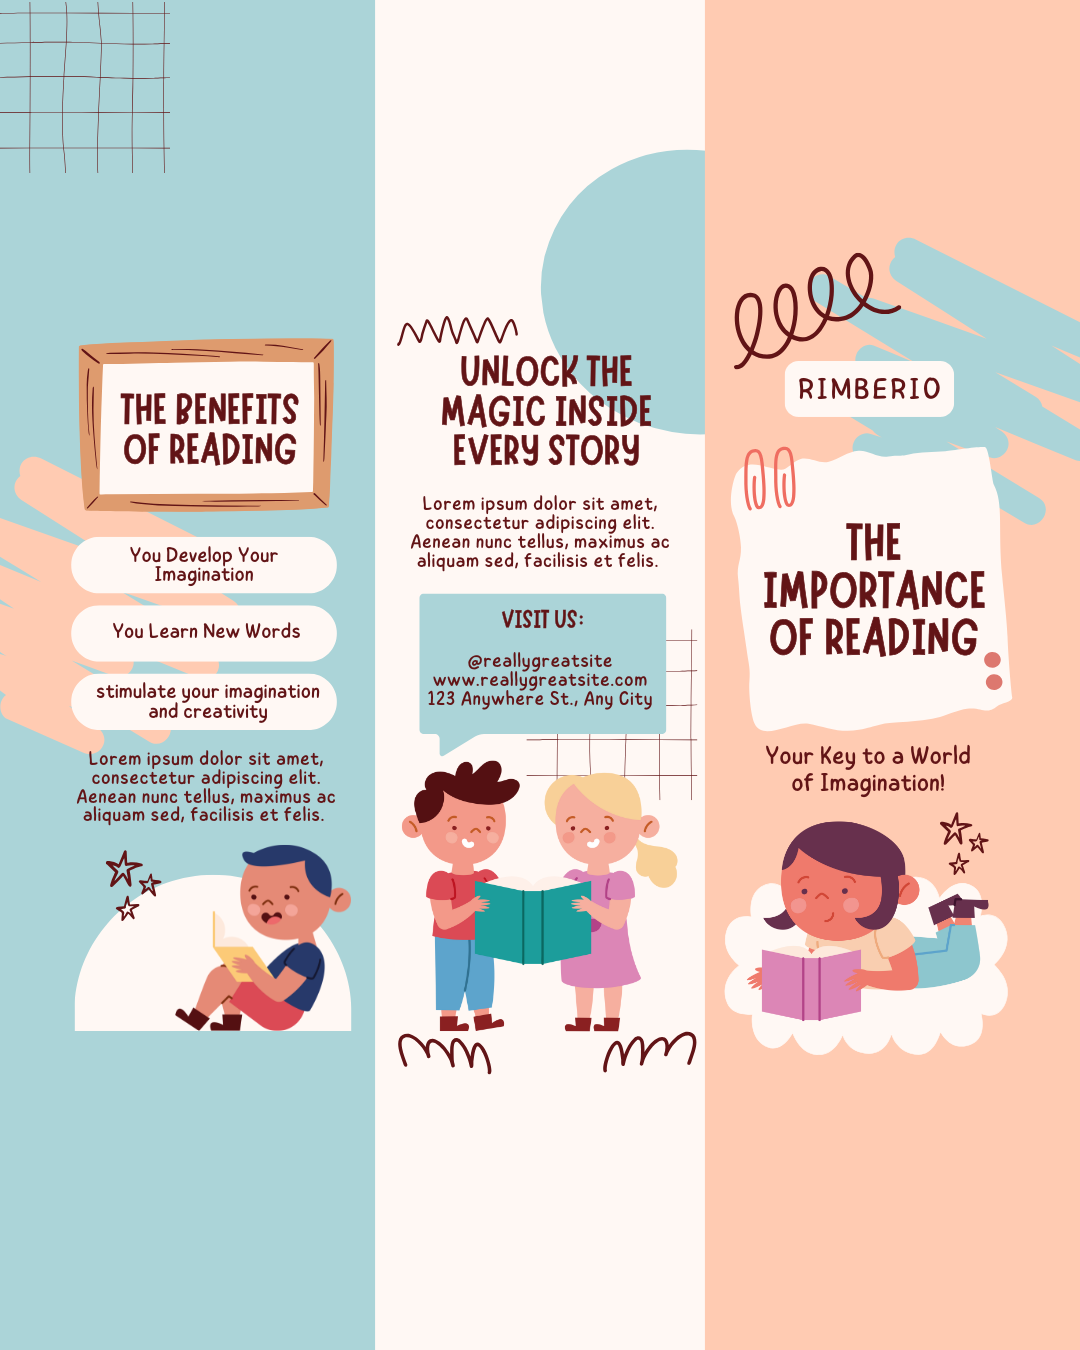 THE BENEFITS
OF READING
You Develop Your
Imagination
You Learn New Words
stimulate your imagination
and creativity
Lorem ipsum dolor sit amet,
consectetur adipiscing elit.
Aenean nunc tellus, maximus ac
aliquam sed, facilisis et felis.
UNLOCK THE
MAGIC INSIDE
EVERY STORY
Lorem ipsum dolor sit amet,
consectetur adipiscing elit.
Aenean nunc tellus, maximus ac
aliquam sed, facilisis et felis.
VISIT US:
@reallygreatsite
www.reallygreatsite.com
123 Anywhere St., Any City
RIMBERIO
THE
IMPORTANCE
OF READING
Your Key to a World
of Imagination!